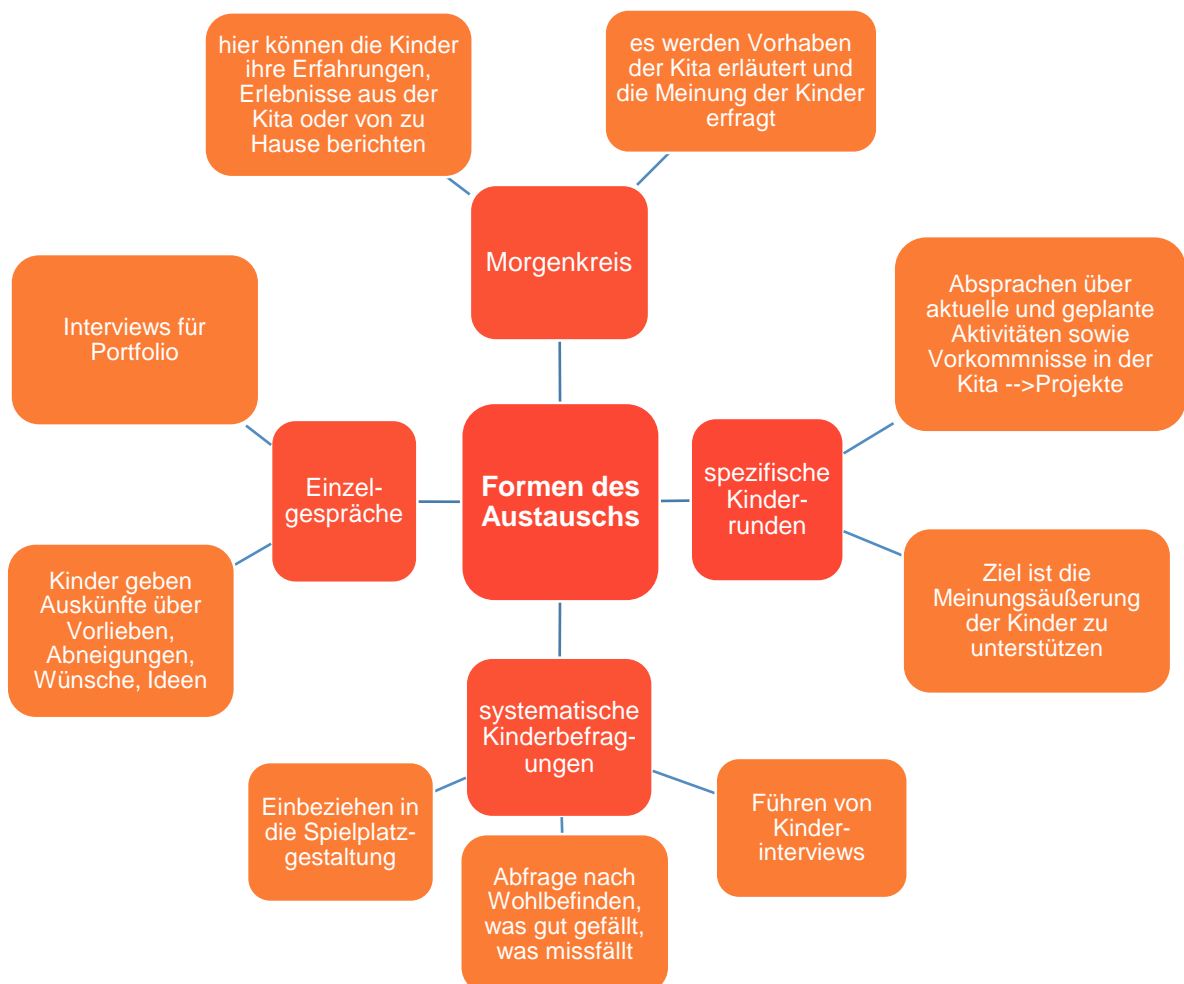 hier können die Kinder
ihre Erfahrungen,
Erlebnisse aus der
Kita oder von zu
Hause berichten
es werden Vorhaben
der Kita erläutert und
die Meinung der Kinder
erfragt
Morgenkreis
Interviews für
Portfolio
Absprachen über
aktuelle und geplante
Aktivitäten sowie
Vorkommnisse in der
Kita -->Projekte
Einzel-
gespräche
Formen des
Austauschs
spezifische
Kinder-
runden
Kinder geben
Auskünfte über
Vorlieben,
Abneigungen,
Wünsche, Ideen
Ziel ist die
Meinungsäußerung
der Kinder zu
unterstützen
systematische
Kinderbefrag-
ungen
Einbeziehen in
die Spielplatz-
gestaltung
Abfrage nach
Wohlbefinden,
was gut gefällt,
was missfällt
Führen von
Kinder-
interviews